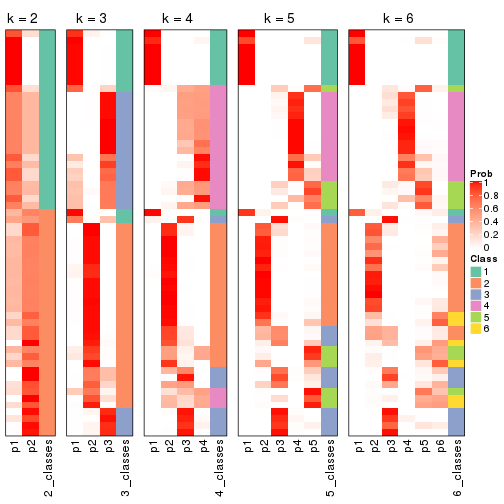 k = 2
k = 3
k = 4
k = 5
k = 6
Prob
1
0.8
0.6
0.4
0.2
0
Class
1
2
3
4
5
6
p1
p2
2_classes
p1
p2
p3
3_classes
p1
p2
p3
p4
4_classes
p1
p2
p3
p4
p5
5_classes
p1
p2
p3
p4
p5
p6
6_classes